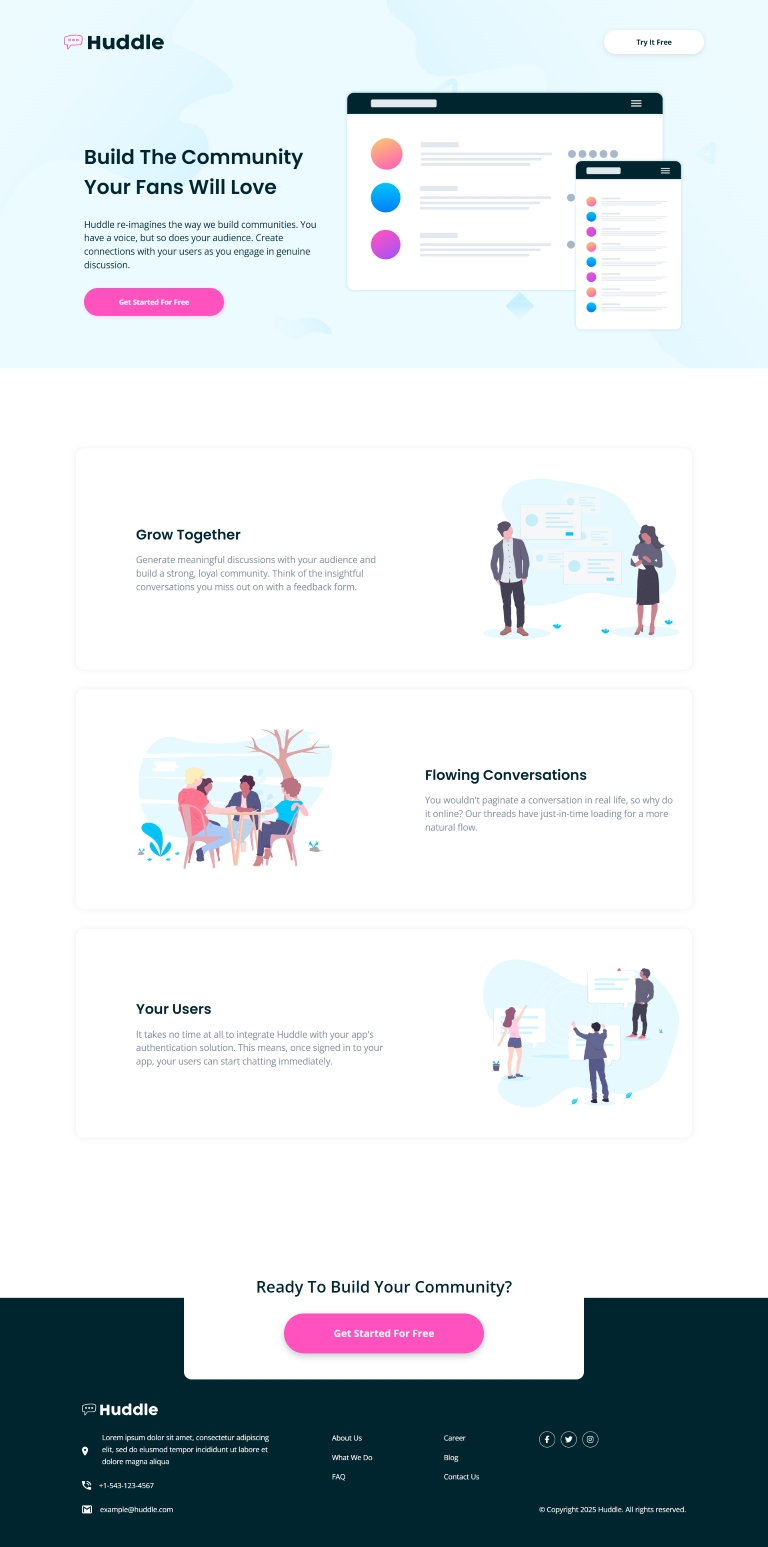 Huddle
Try It Free
Build The Community
Your Fans Will Love
Huddle re-imagines the way we build communities. You
have a voice, but so does your audience. Create
connections with your users as you engage in genuine
discussion.
Get Started For Free
Grow Together
Generate meaningful discussions with your audience and
build a strong, loyal community. Think of the insightful
conversations you miss out on with a feedback form.
Flowing Conversations
You wouldn't paginate a conversation in real life, so why do
it online? Our threads have just-in-time loading for a more
natural flow.
Your Users
It takes no time at all to integrate Huddle with your app's
authentication solution. This means, once signed in to your
app, your users can start chatting immediately.
Ready To Build Your Community?
Get Started For Free
Huddle
Lorem ipsum dolor sit amet, consectetur adipiscing
elit, sed do eiusmod tempor incididunt ut labore et
dolore magna aliqua
+1-543-123-4567
example@huddle.com
About Us
What We Do
FAQ
Career
Blog
Contact Us
© Copyright 2025 Huddle. All rights reserved.